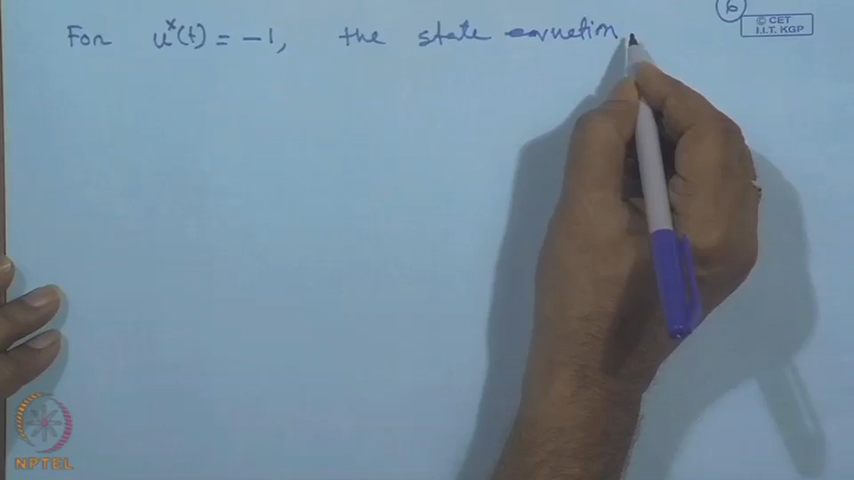 6
© CET
I.I.T. KGP
For u*(t) = -1, the state equation
NPTEL